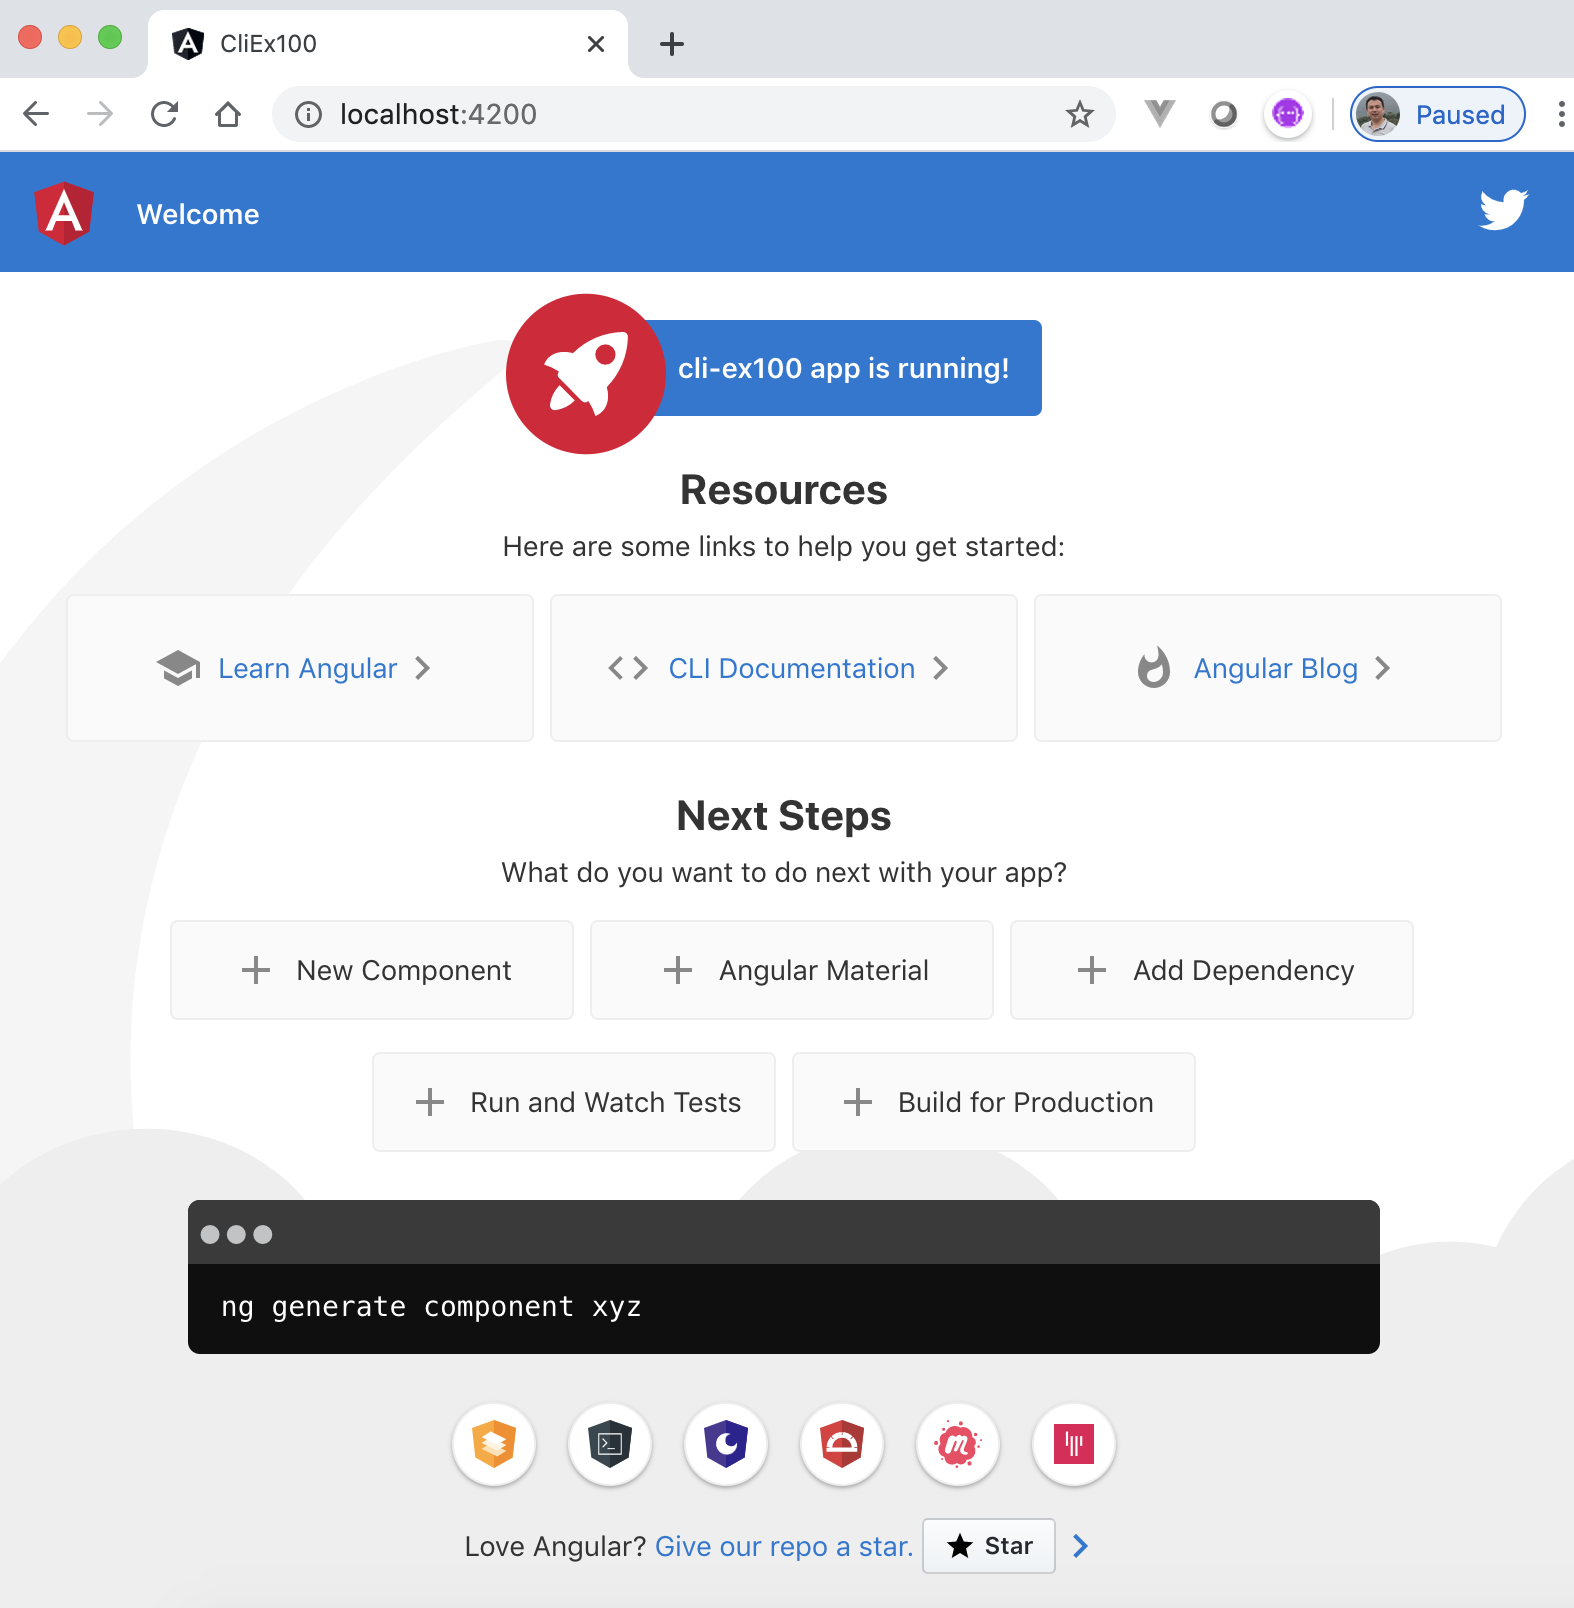 CliEx100
localhost:4200
Paused
Welcome
cli-ex100 app is running!
Resources
Here are some links to help you get started:
Learn Angular
CLI Documentation
Angular Blog
Next Steps
What do you want to do next with your app?
New Component
Angular Material
Add Dependency
Run and Watch Tests
Build for Production
ng generate component xyz
Love Angular? Give our repo a star. Star